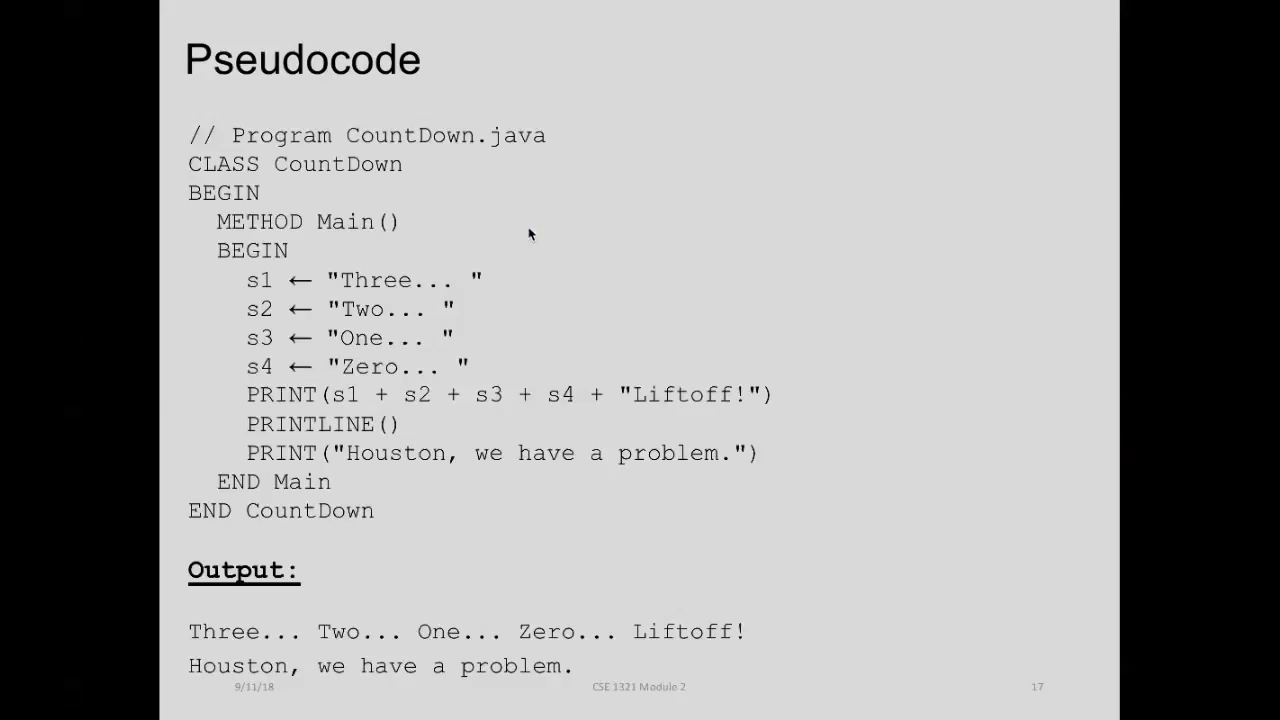 Pseudocode
// Program CountDown.java
CLASS CountDown
BEGIN
  METHOD Main()
  BEGIN
    s1 ← "Three... "
    s2 ← "Two... "
    s3 ← "One... "
    s4 ← "Zero... "
    PRINT(s1 + s2 + s3 + s4 + "Liftoff!")
    PRINTLINE()
    PRINT("Houston, we have a problem.")
  END Main
END CountDown
Output:
Three... Two... One... Zero... Liftoff!
Houston, we have a problem.
9/11/18 CSE 1321 Module 2 17